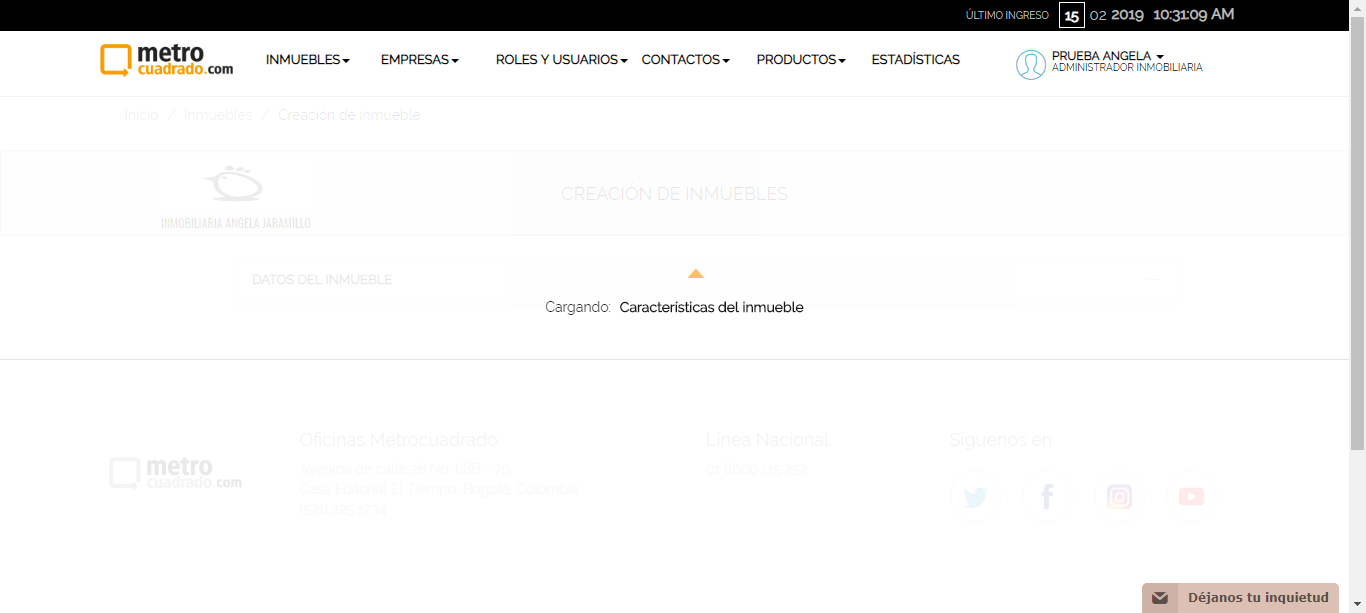 ÚLTIMO INGRESO 15 02 2019 10:31:09 AM
metro
cuadrado.com
INMUEBLES EMPRESAS ROLES Y USUARIOS CONTACTOS PRODUCTOS ESTADÍSTICAS
PRUEBA ANGELA
ADMINISTRADOR INMOBILIARIA
Inicio / Inmuebles / Creación de inmueble
CREACIÓN DE INMUEBLES
INMOBILIARIA ANGELA JARAMILLO
DATOS DEL INMUEBLE
Cargando: Características del inmueble
metro
cuadrado.com
Oficinas Metrocuadrado
Avenida de calle 26 No. 68B - 70
Casa Editorial El Tiempo, Bogotá, Colombia.
(571) 425 1234
Línea Nacional
01 8000 115 252
Síguenos en
Déjanos tu inquietud